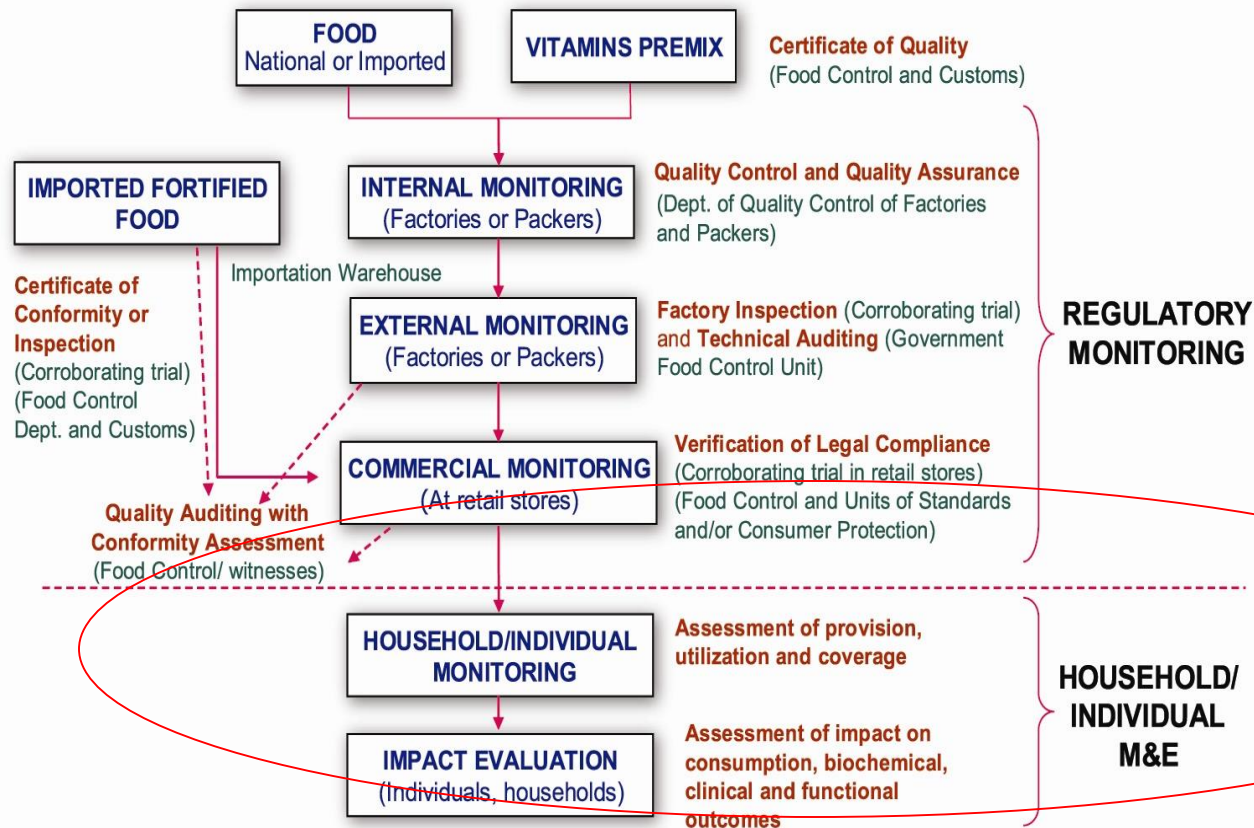 FOOD
National or Imported
VITAMINS PREMIX
Certificate of Quality
(Food Control and Customs)
IMPORTED FORTIFIED
FOOD
INTERNAL MONITORING
(Factories or Packers)
Quality Control and Quality Assurance
(Dept. of Quality Control of Factories
and Packers)
Importation Warehouse
Certificate of
Conformity or
Inspection
(Corroborating trial)
(Food Control
Dept. and Customs)
EXTERNAL MONITORING
(Factories or Packers)
Factory Inspection (Corroborating trial)
and Technical Auditing (Government
Food Control Unit)
REGULATORY
MONITORING
COMMERCIAL MONITORING
(At retail stores)
Verification of Legal Compliance
(Corroborating trial in retail stores)
(Food Control and Units of Standards
and/or Consumer Protection)
Quality Auditing with
Conformity Assessment
(Food Control/ witnesses)
HOUSEHOLD/INDIVIDUAL
MONITORING
Assessment of provision,
utilization and coverage
HOUSEHOLD/
INDIVIDUAL
M&E
IMPACT EVALUATION
(Individuals, households)
Assessment of impact on
consumption, biochemical,
clinical and functional
outcomes